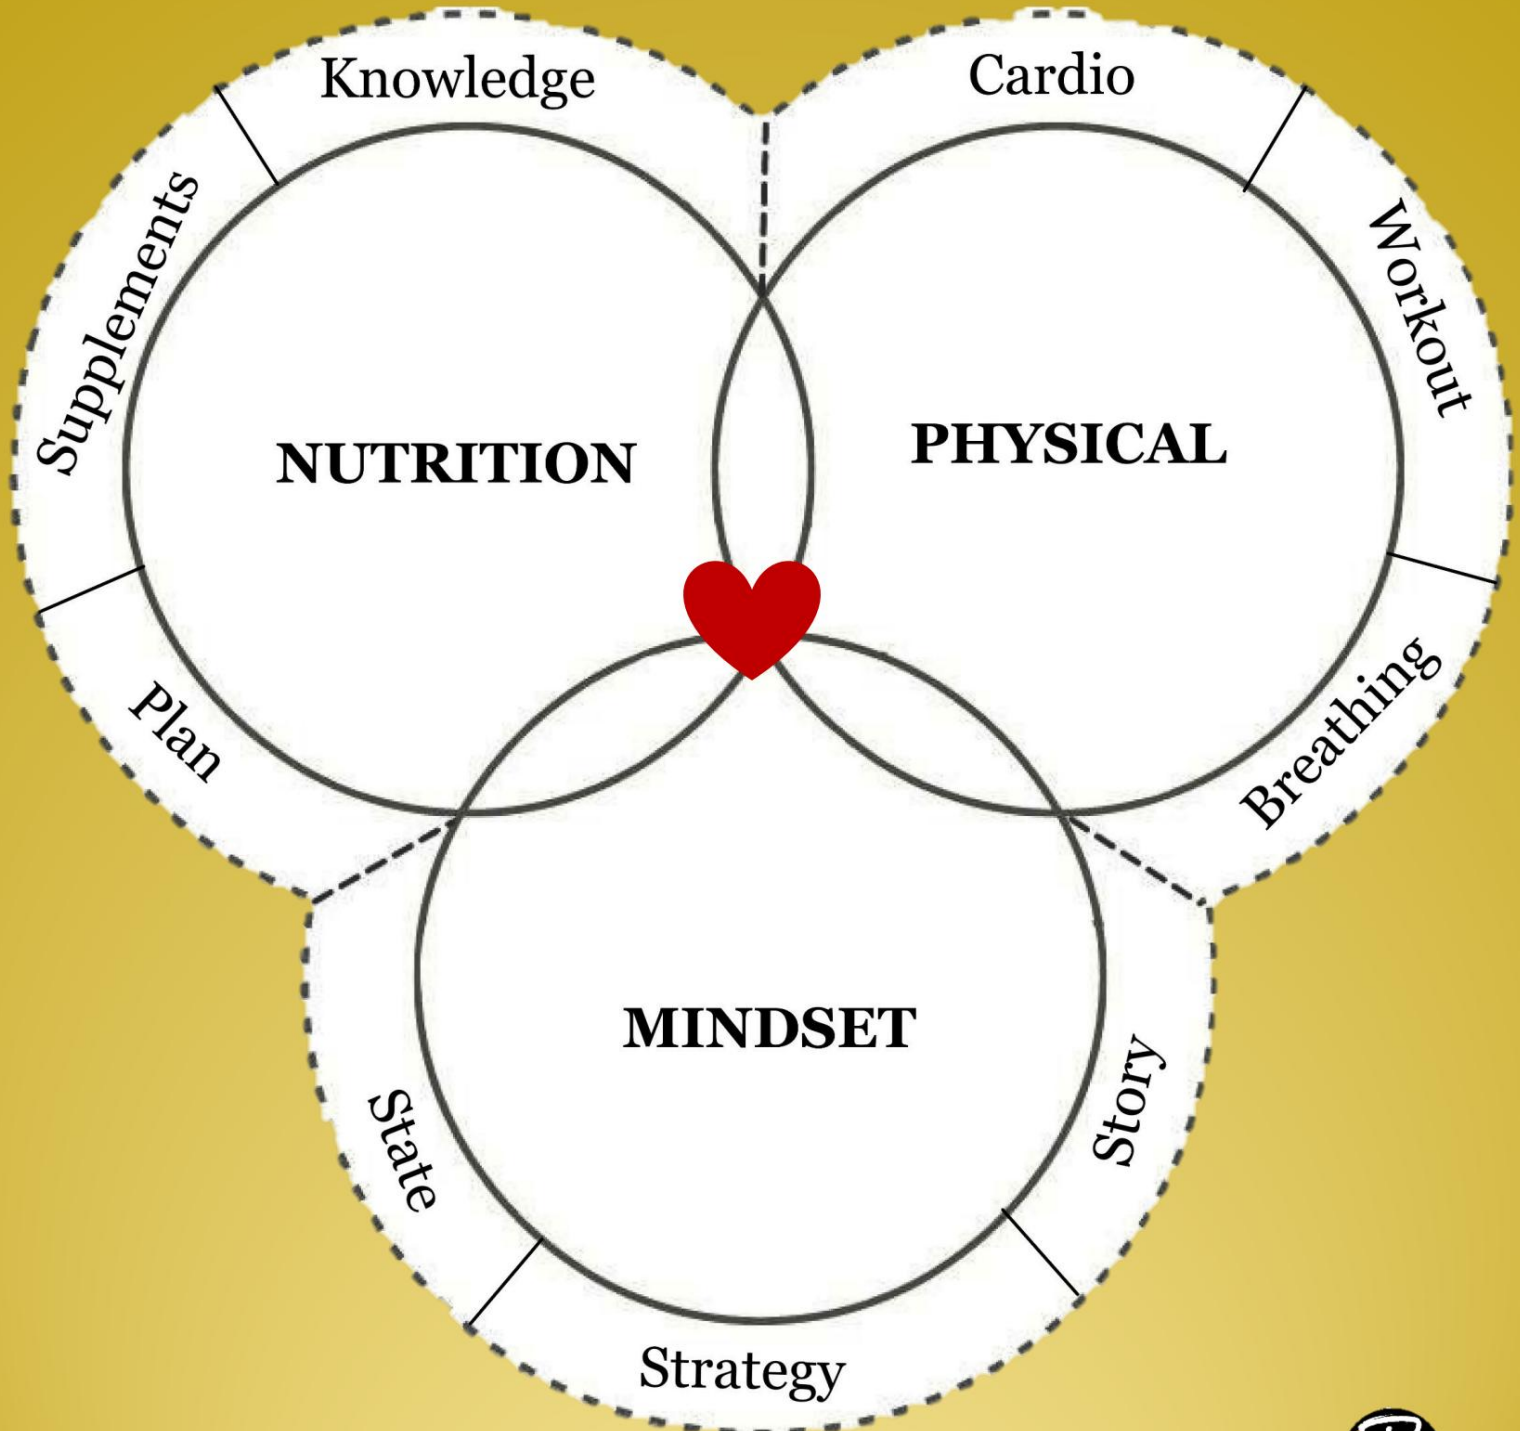 Knowledge
Cardio
Supplements
Workout
NUTRITION
PHYSICAL
Plan
Breathing
MINDSET
State
Story
Strategy